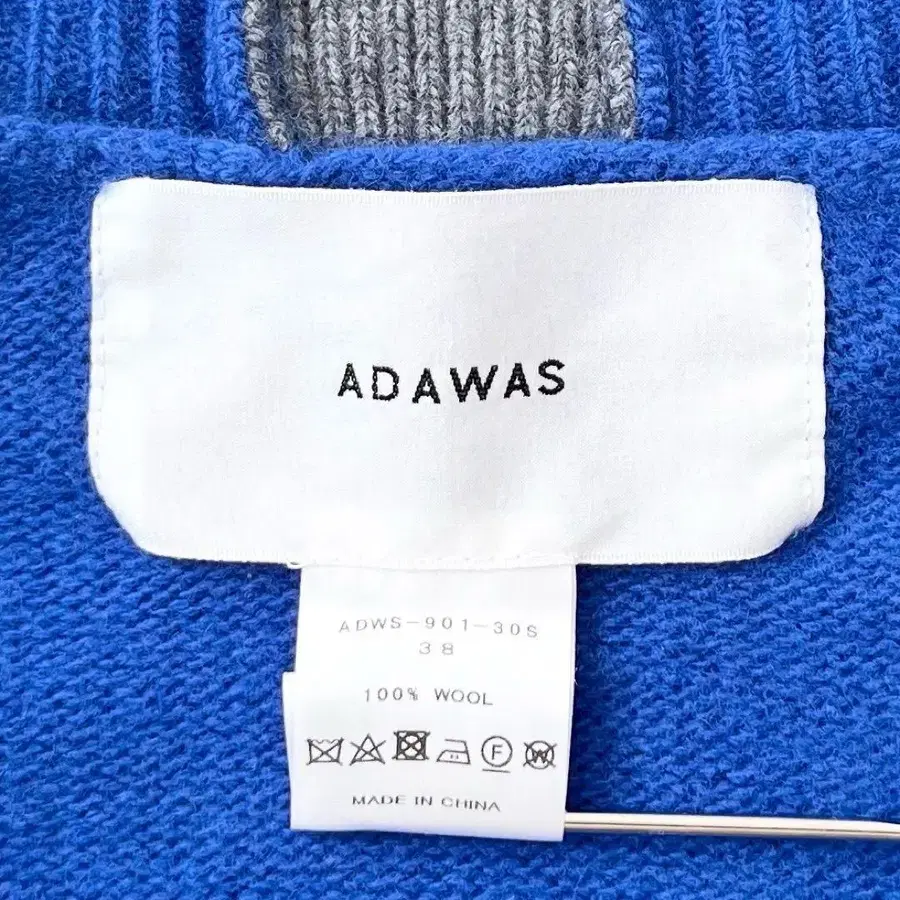 ADAWAS
ADWS-901-30S
38
100% WOOL
F W
MADE IN CHINA